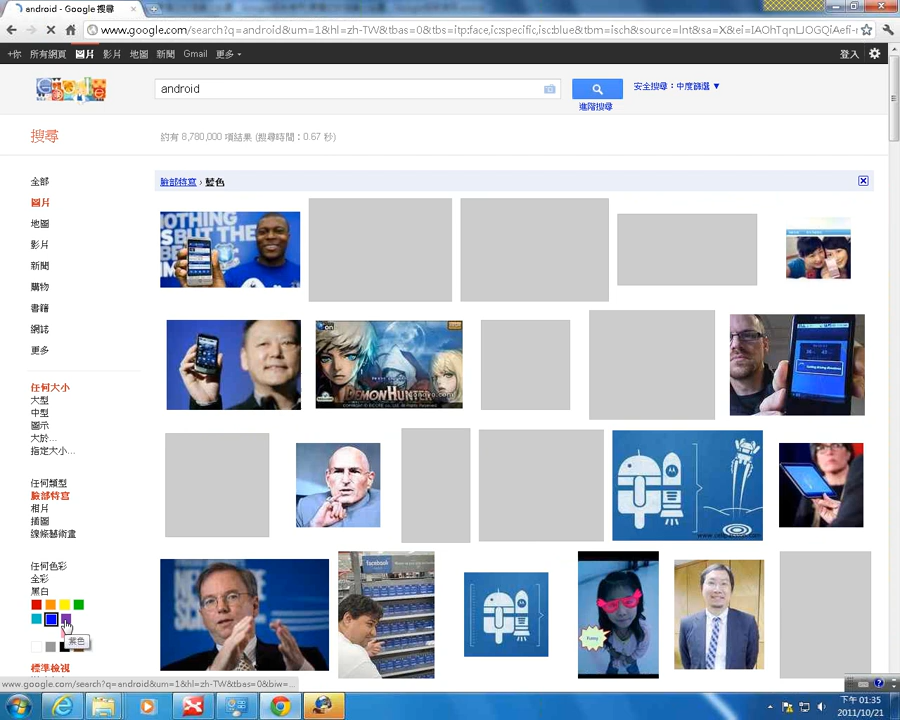 android - Google 搜尋
www.google.com/search?q=android&um=1&hl=zh-TW&tbas=0&tbs=itp:face,ic:specific,isc:blue&tbm=isch&source=lnt&sa=X&ei=IAOhTqnLJOGQiAefi-r
+你 所有網頁 圖片 影片 地圖 新聞 Gmail 更多
登入
android
安全搜尋：中度篩選 ▼
進階搜尋
搜尋
約有 8,780,000 項結果 (搜尋時間：0.67 秒)
臉部特寫 › 藍色
全部
圖片
地圖
影片
新聞
購物
書籍
網誌
更多
NOTHING
BUT THE
DEMON HUNTER
任何大小
大型
中型
圖示
大於...
指定大小...
任何類型
臉部特寫
相片
插圖
線條藝術畫
任何色彩
全彩
黑白
紫色
標準檢視
facebook
www.google.com/search?q=android&um=1&hl=zh-TW&tbas=0&biw=...
下午 01:35
2011/10/21